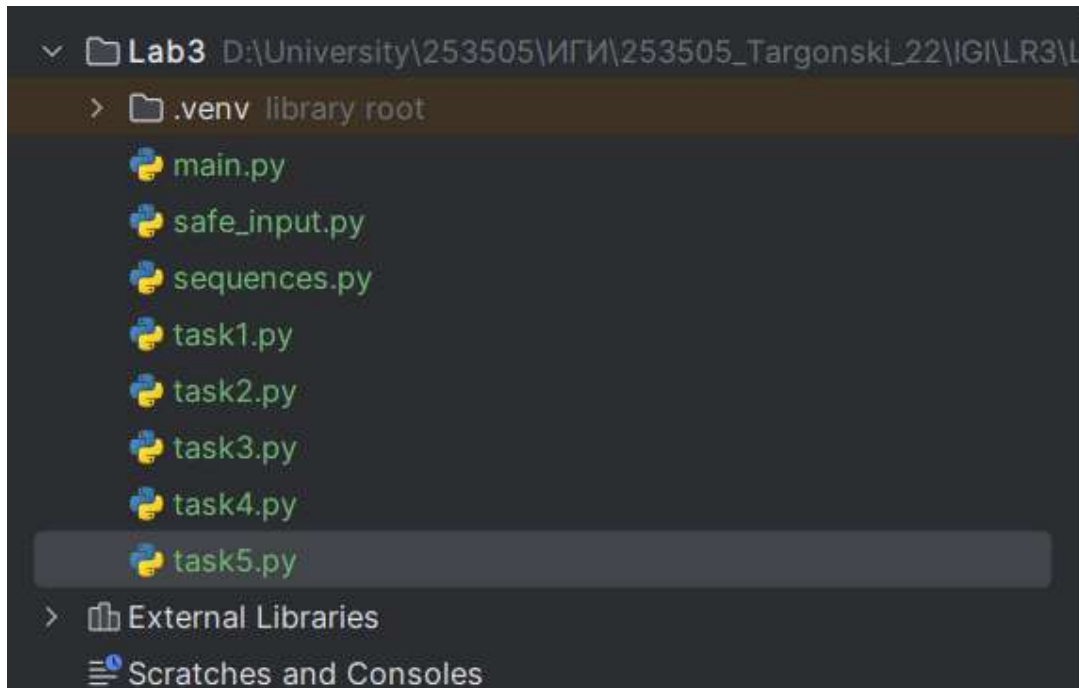 Lab3 D:\University\253505\ИГИ\253505_Targonski_22\IGI\LR3\L
.venv library root
main.py
safe_input.py
sequences.py
task1.py
task2.py
task3.py
task4.py
task5.py
External Libraries
Scratches and Consoles